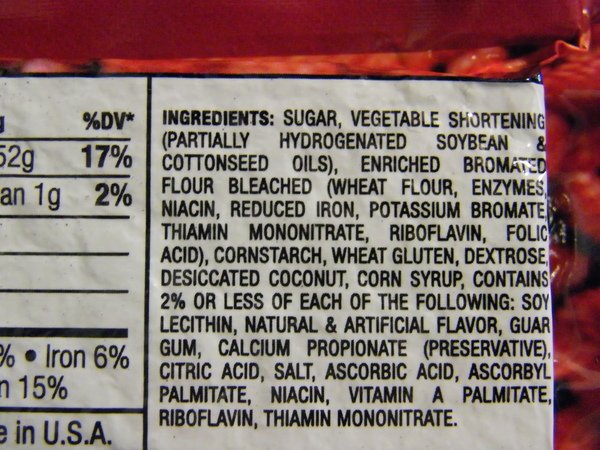 %DV*
52g 17%
an 1g 2%
% • Iron 6%
n 15%
e in U.S.A.
INGREDIENTS: SUGAR, VEGETABLE SHORTENING
(PARTIALLY HYDROGENATED SOYBEAN &
COTTONSEED OILS), ENRICHED BROMATED
FLOUR BLEACHED (WHEAT FLOUR, ENZYMES,
NIACIN, REDUCED IRON, POTASSIUM BROMATE,
THIAMIN MONONITRATE, RIBOFLAVIN, FOLIC
ACID), CORNSTARCH, WHEAT GLUTEN, DEXTROSE,
DESICCATED COCONUT, CORN SYRUP, CONTAINS
2% OR LESS OF EACH OF THE FOLLOWING: SOY
LECITHIN, NATURAL & ARTIFICIAL FLAVOR, GUAR
GUM, CALCIUM PROPIONATE (PRESERVATIVE),
CITRIC ACID, SALT, ASCORBIC ACID, ASCORBYL
PALMITATE, NIACIN, VITAMIN A PALMITATE,
RIBOFLAVIN, THIAMIN MONONITRATE.